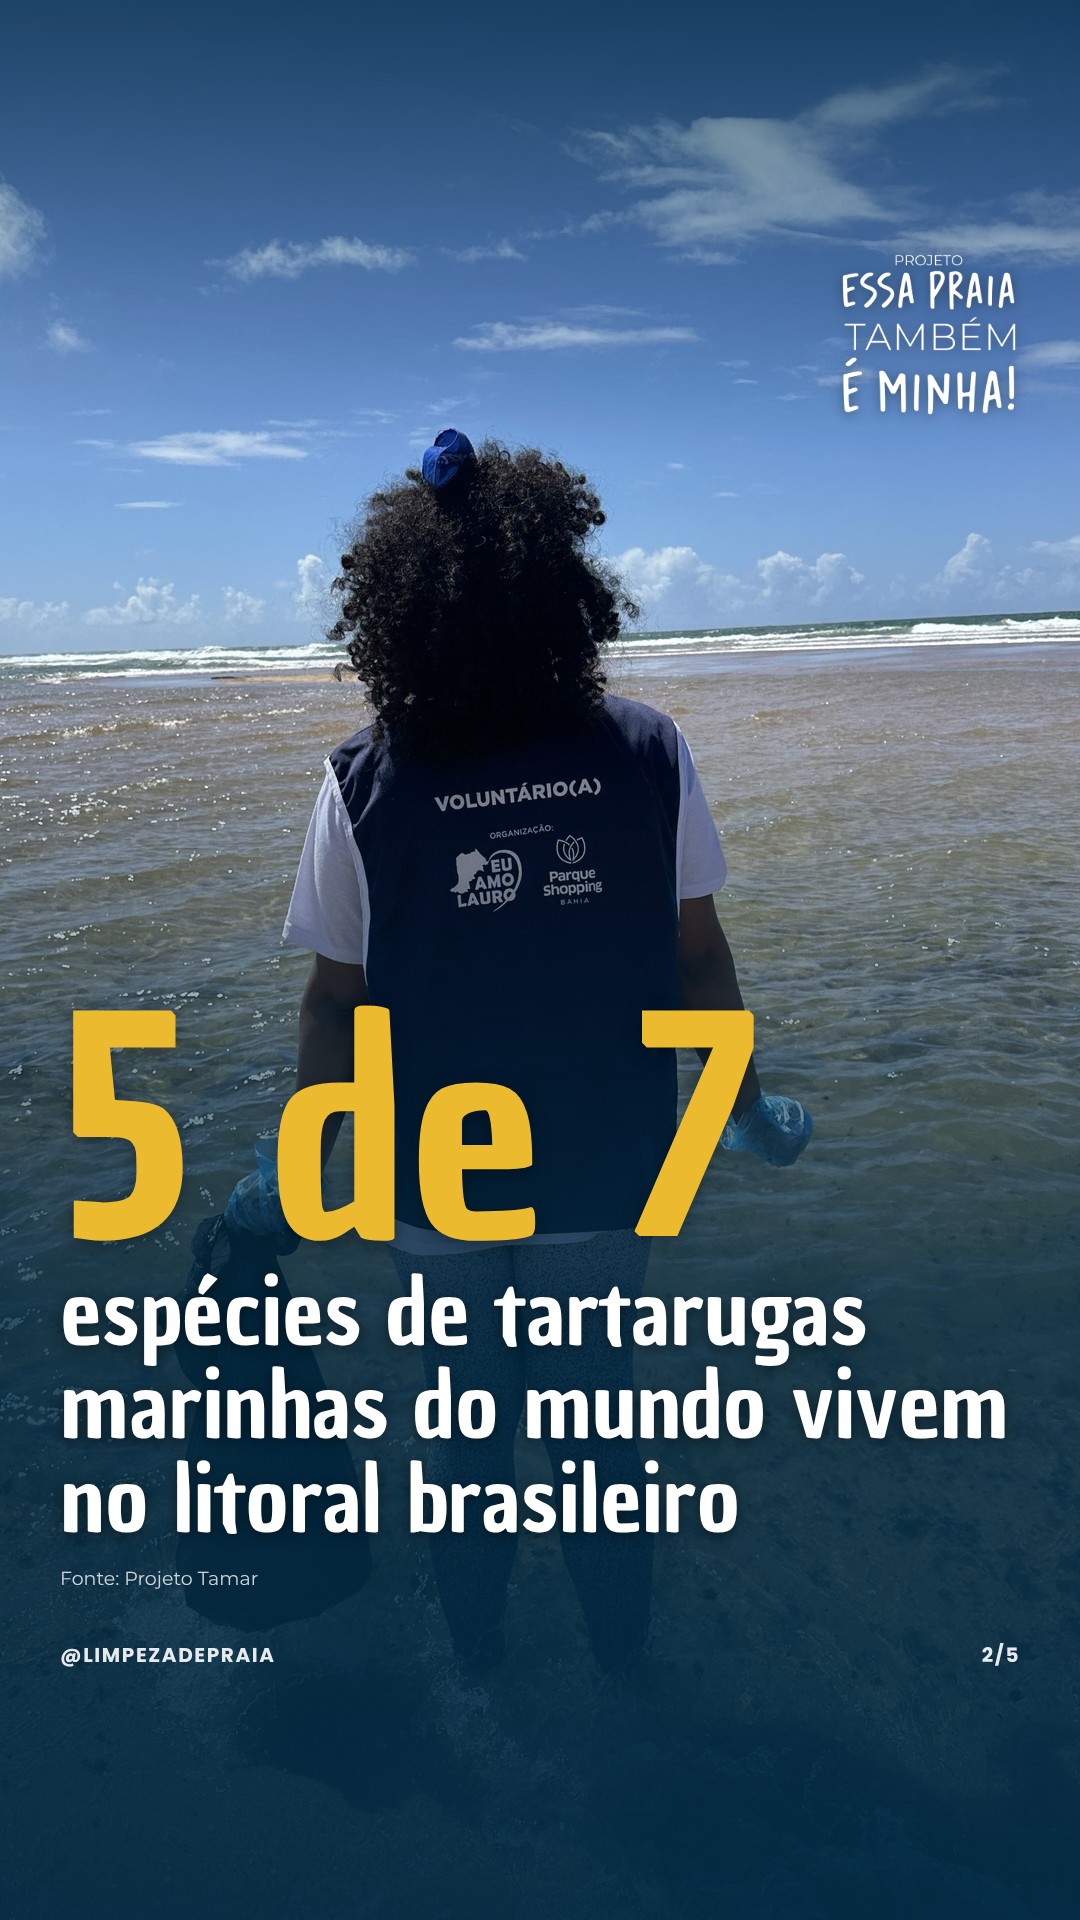 PROJETO
ESSA PRAIA
TAMBÉM
É MINHA!
VOLUNTÁRIO(A)
ORGANIZAÇÃO:
EU
AMO
LAURO
Parque
Shopping
BAHIA
5 de 7
espécies de tartarugas
marinhas do mundo vivem
no litoral brasileiro
Fonte: Projeto Tamar
@LIMPEZADEPRAIA
2/5